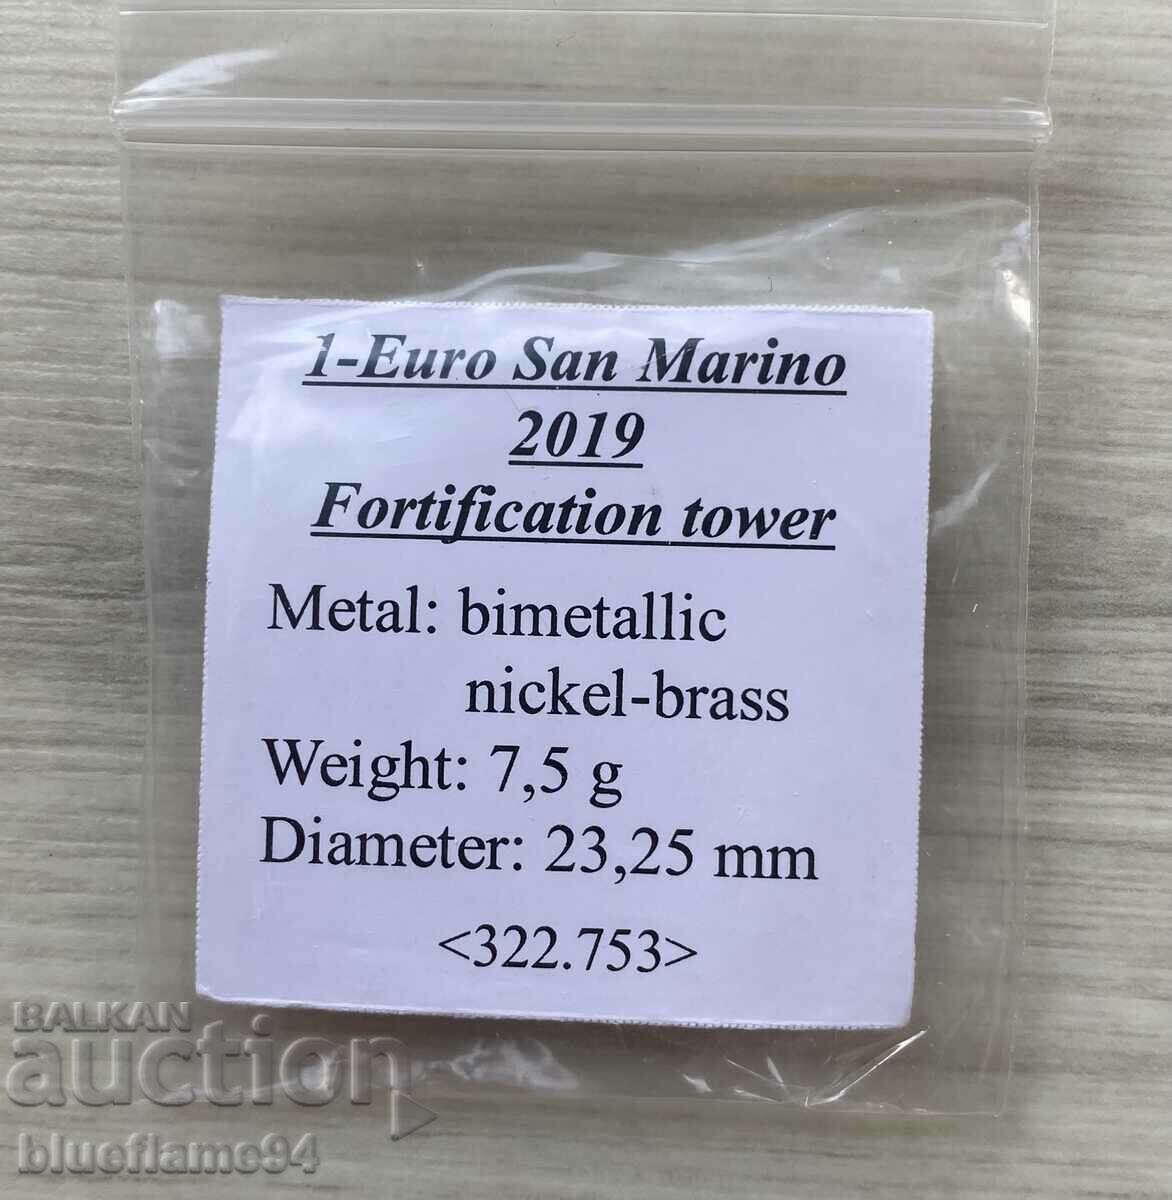 1-Euro San Marino
2019
Fortification tower
Metal: bimetallic
nickel-brass
Weight: 7,5 g
Diameter: 23,25 mm
<322.753>
BALKAN
auction
blueflame94